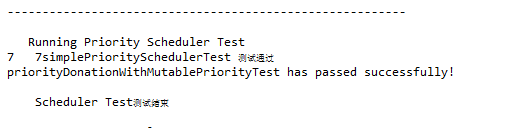 ---------------------------------------------------------
Running Priority Scheduler Test
7   7simplePrioritySchedulerTest 测试通过
priorityDonationWithMutablePriorityTest has passed successfully!
Scheduler Test测试结束